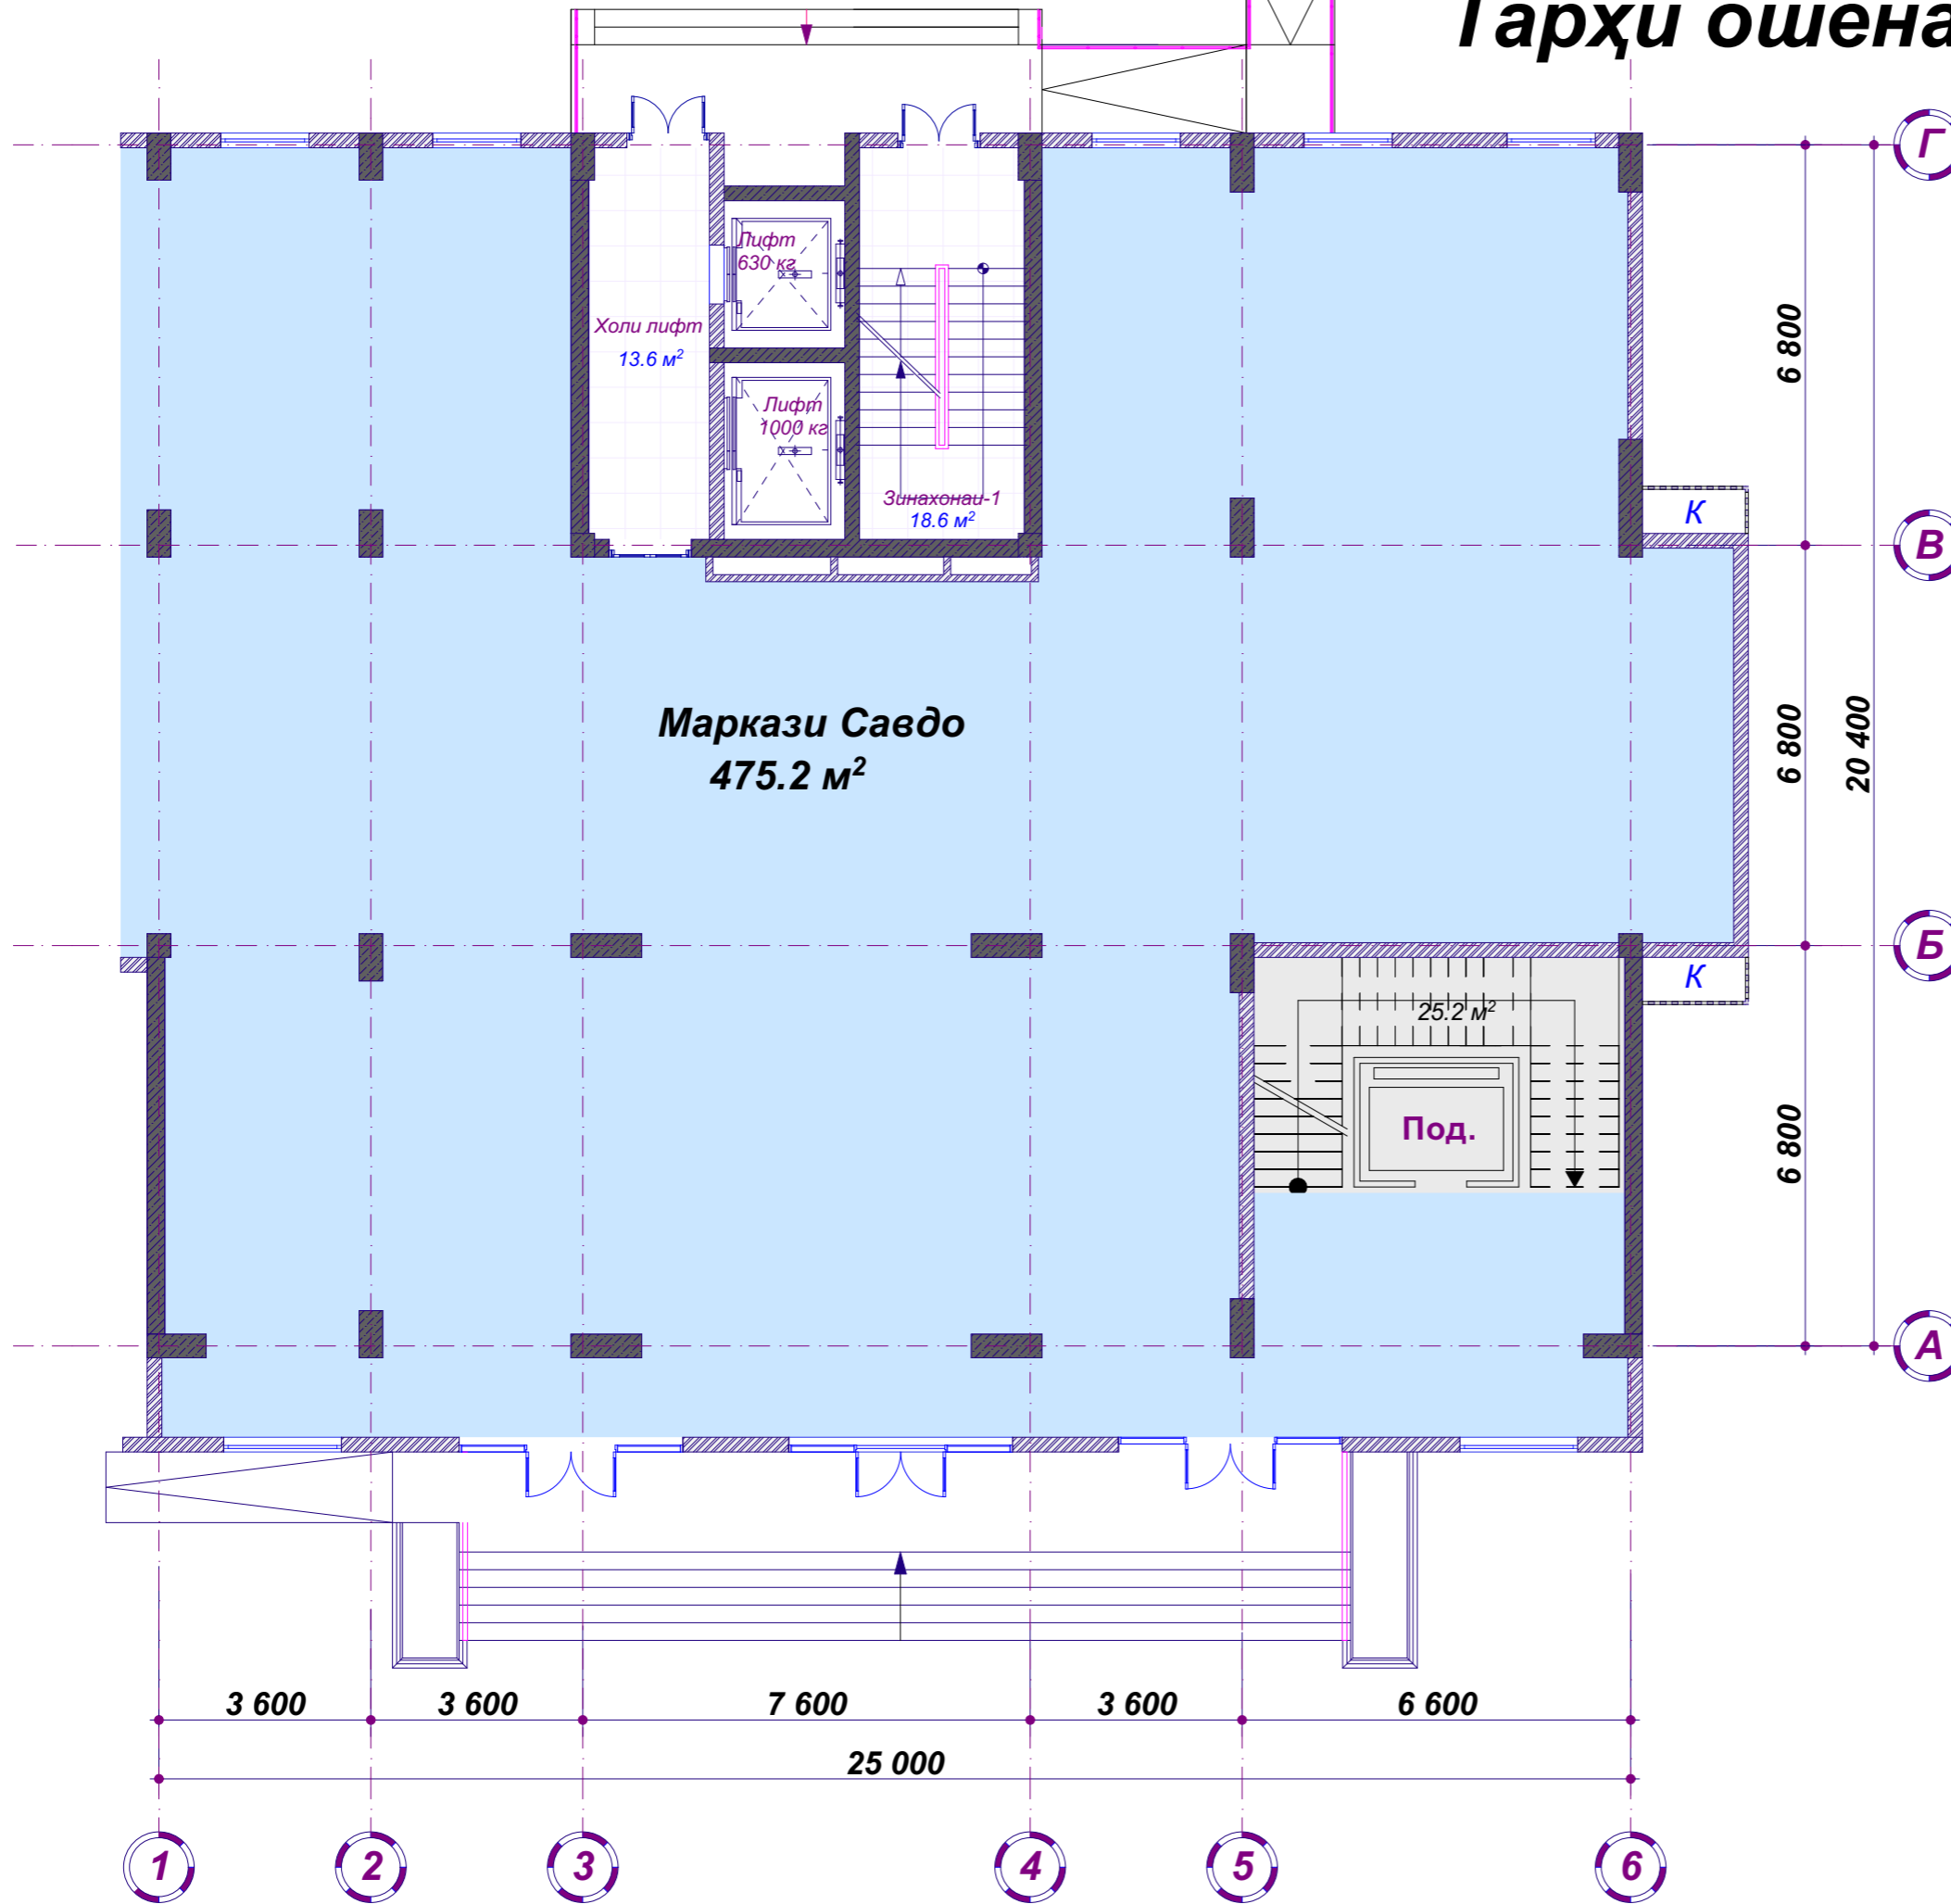 Тарҳи ошена
Г
Лифт
630 кг
Холи лифт
13.6 м²
6 800
Лифт
1000 кг
Зинахонаи-1
18.6 м²
К
В
Маркази Савдо
475.2 м²
6 800
20 400
Б
К
25.2 м²
Под.
6 800
А
3 600
3 600
7 600
3 600
6 600
25 000
1
2
3
4
5
6